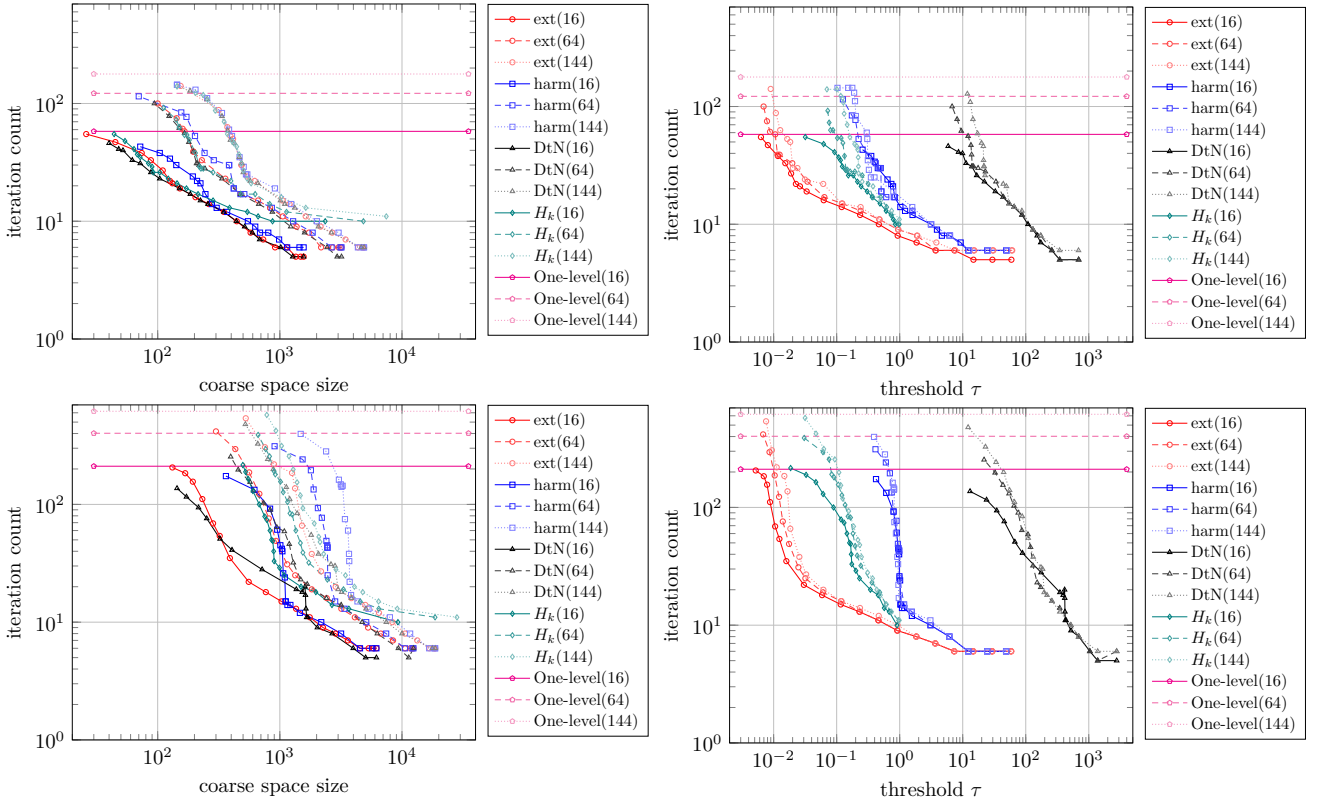 10^2
10^1
10^0
iteration count
10^2
10^3
10^4
coarse space size
ext(16)
ext(64)
ext(144)
harm(16)
harm(64)
harm(144)
DtN(16)
DtN(64)
DtN(144)
H_k(16)
H_k(64)
H_k(144)
One-level(16)
One-level(64)
One-level(144)
10^2
10^1
10^0
iteration count
10^−2
10^−1
10^0
10^1
10^2
10^3
threshold τ
ext(16)
ext(64)
ext(144)
harm(16)
harm(64)
harm(144)
DtN(16)
DtN(64)
DtN(144)
H_k(16)
H_k(64)
H_k(144)
One-level(16)
One-level(64)
One-level(144)
10^2
10^1
10^0
iteration count
10^2
10^3
10^4
coarse space size
ext(16)
ext(64)
ext(144)
harm(16)
harm(64)
harm(144)
DtN(16)
DtN(64)
DtN(144)
H_k(16)
H_k(64)
H_k(144)
One-level(16)
One-level(64)
One-level(144)
10^2
10^1
10^0
iteration count
10^−2
10^−1
10^0
10^1
10^2
10^3
threshold τ
ext(16)
ext(64)
ext(144)
harm(16)
harm(64)
harm(144)
DtN(16)
DtN(64)
DtN(144)
H_k(16)
H_k(64)
H_k(144)
One-level(16)
One-level(64)
One-level(144)